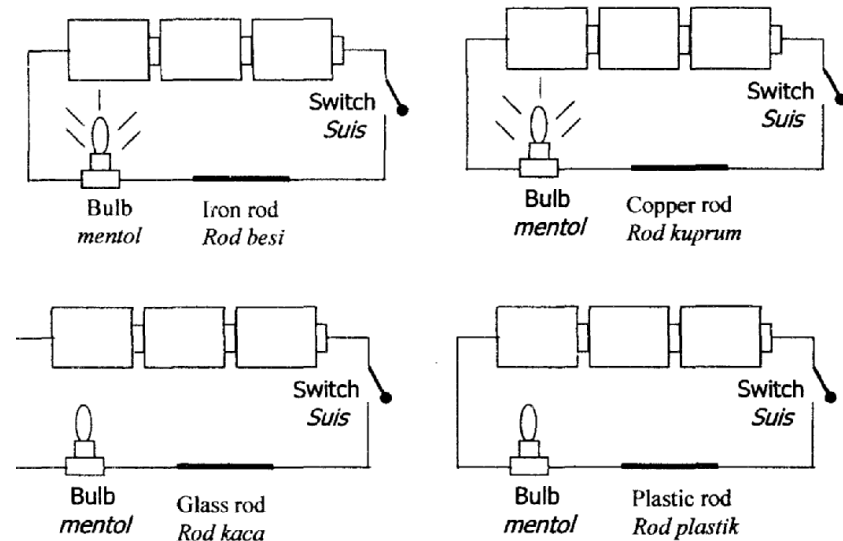 Switch
Suis
Bulb
mentol
Iron rod
Rod besi
Switch
Suis
Bulb
mentol
Copper rod
Rod kuprum
Switch
Suis
Bulb
mentol
Glass rod
Rod kaca
Switch
Suis
Bulb
mentol
Plastic rod
Rod plastik